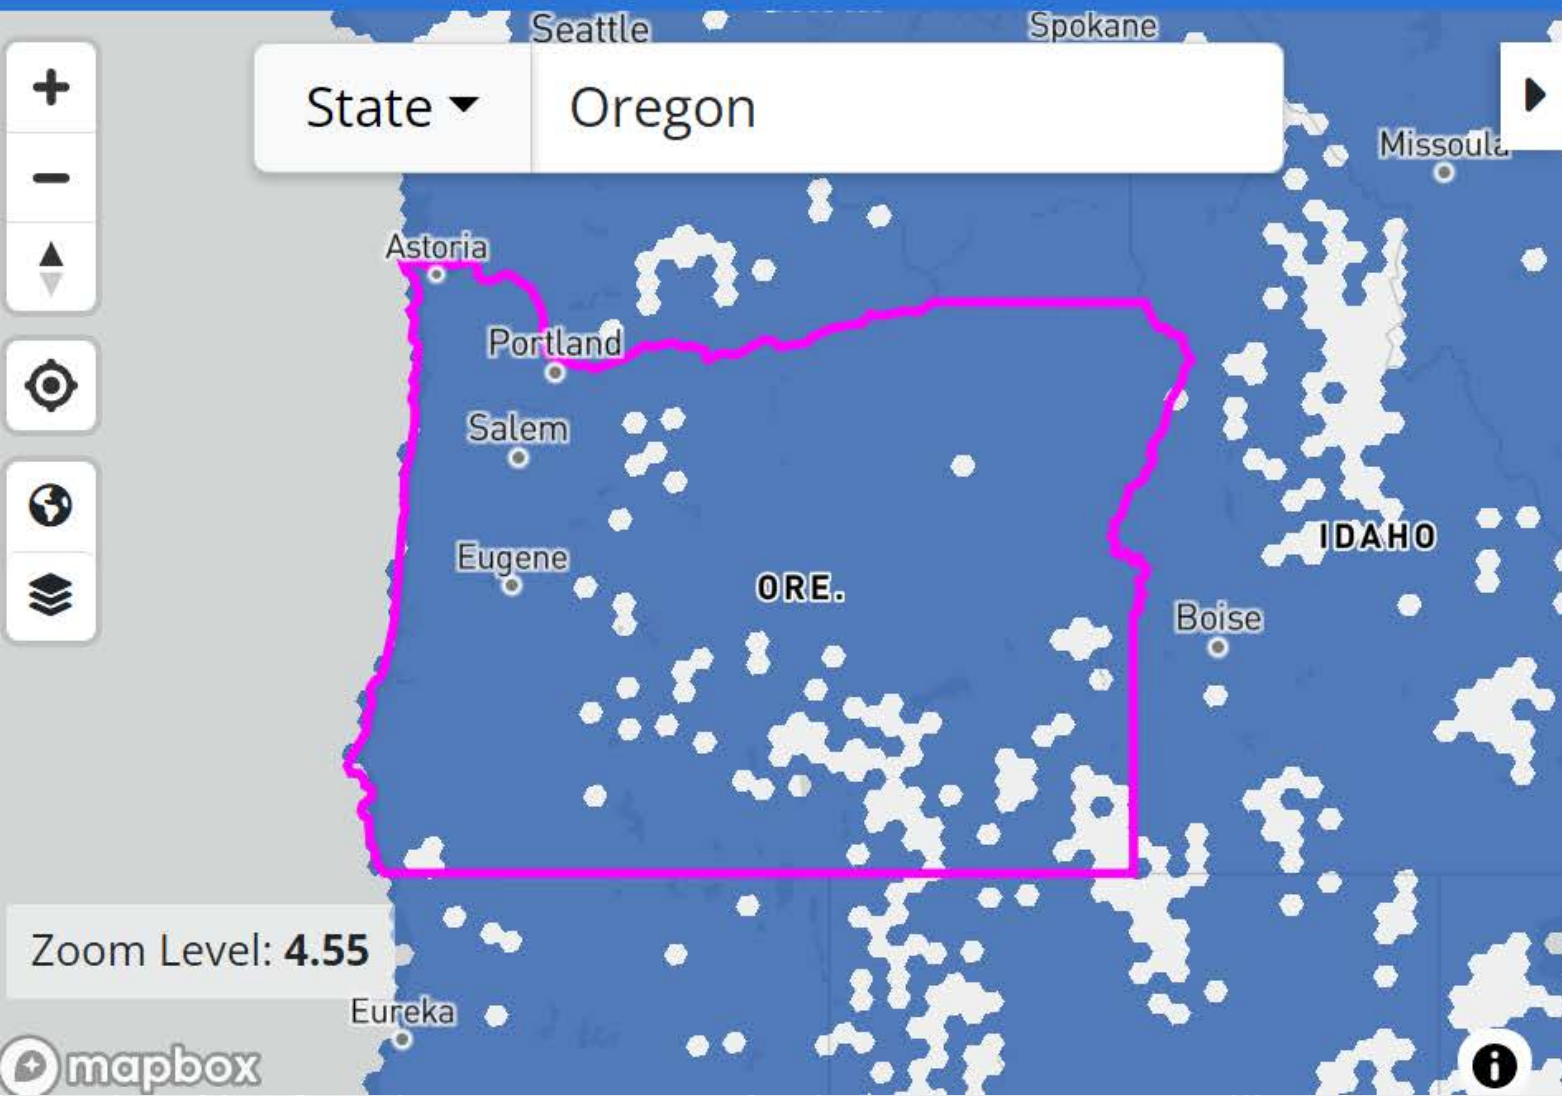 Seattle
Spokane
State
Oregon
Missoula
Astoria
Portland
Salem
Eugene
ORE.
IDAHO
Boise
Zoom Level: 4.55
Eureka
mapbox